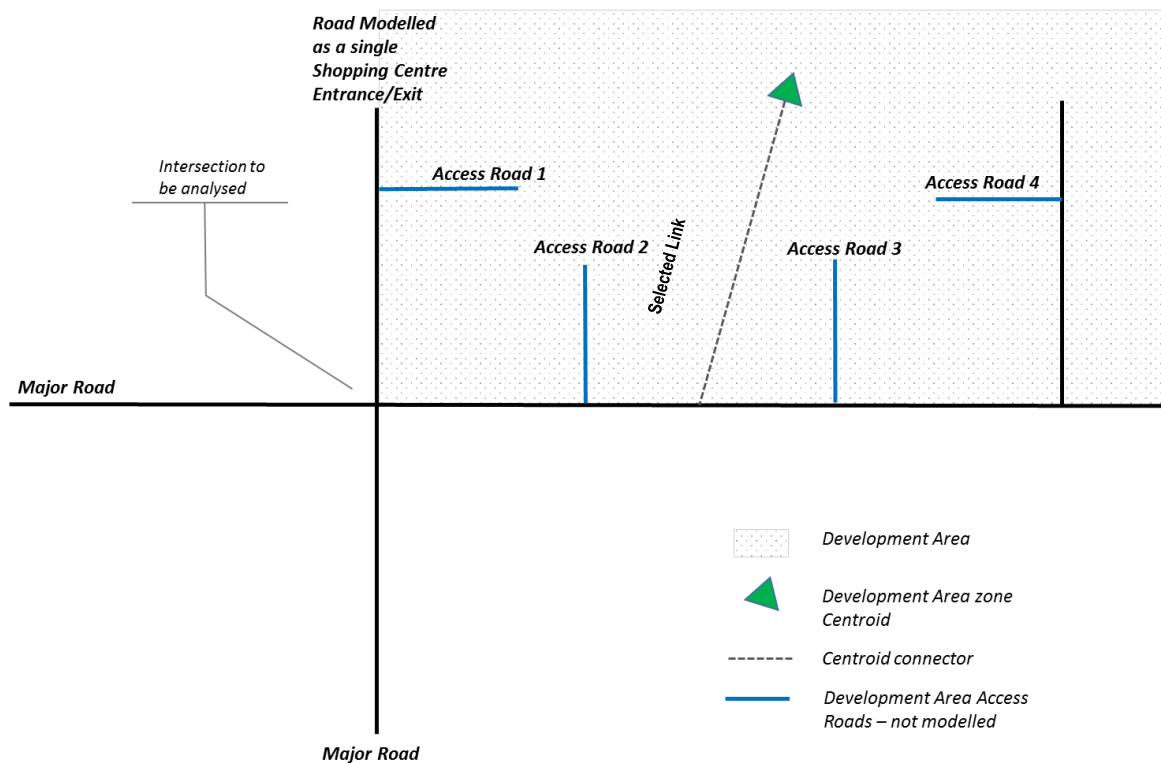 Road Modelled
as a single
Shopping Centre
Entrance/Exit
Intersection to
be analysed
Access Road 1
Access Road 4
Access Road 2
Access Road 3
Selected Link
Major Road
Development Area
Development Area zone
Centroid
Centroid connector
Development Area Access
Roads – not modelled
Major Road